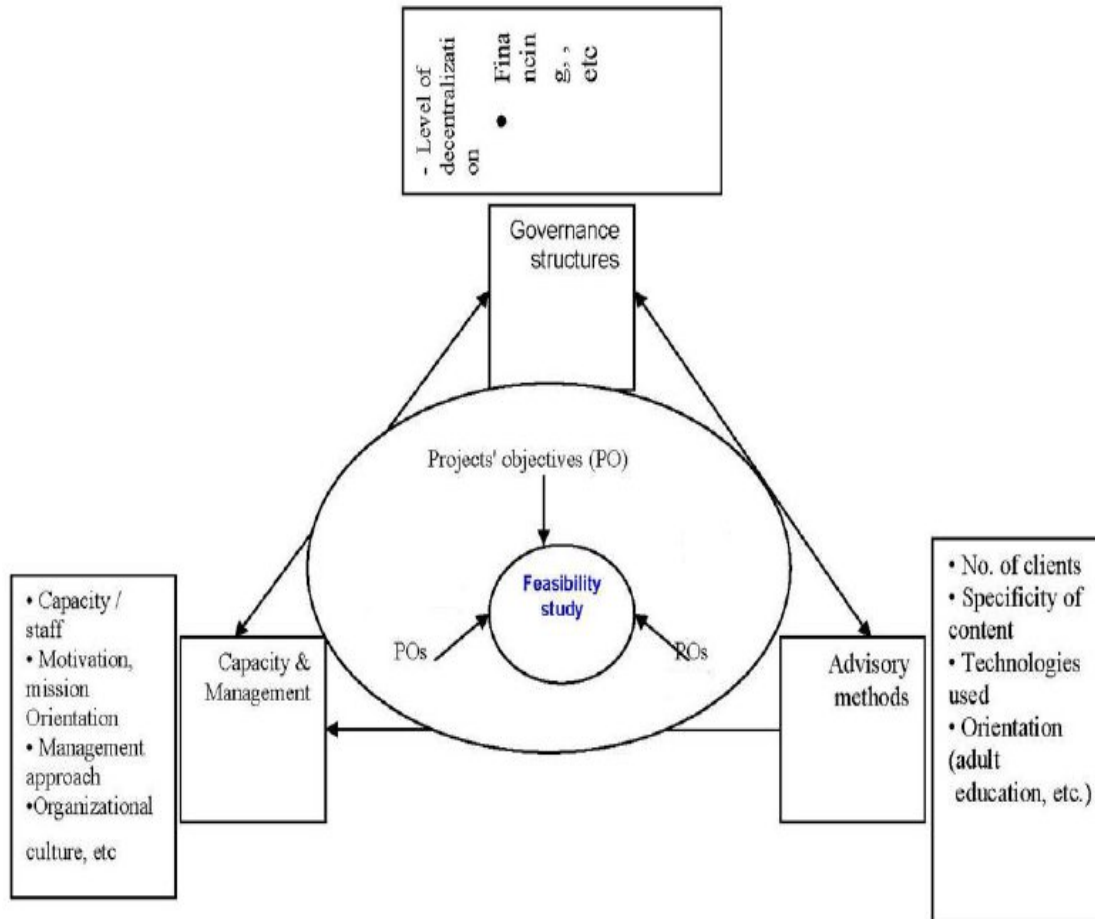 - Level of
decentralizati
on
• Fina
ncin
g, ,
etc
Governance
structures
Projects' objectives (PO)
Feasibility
study
POs
POs
• Capacity /
staff
• Motivation,
mission
Orientation
• Management
approach
•Organizational
culture, etc
Capacity &
Management
Advisory
methods
• No. of clients
• Specificity of
content
• Technologies
used
• Orientation
(adult
education, etc.)